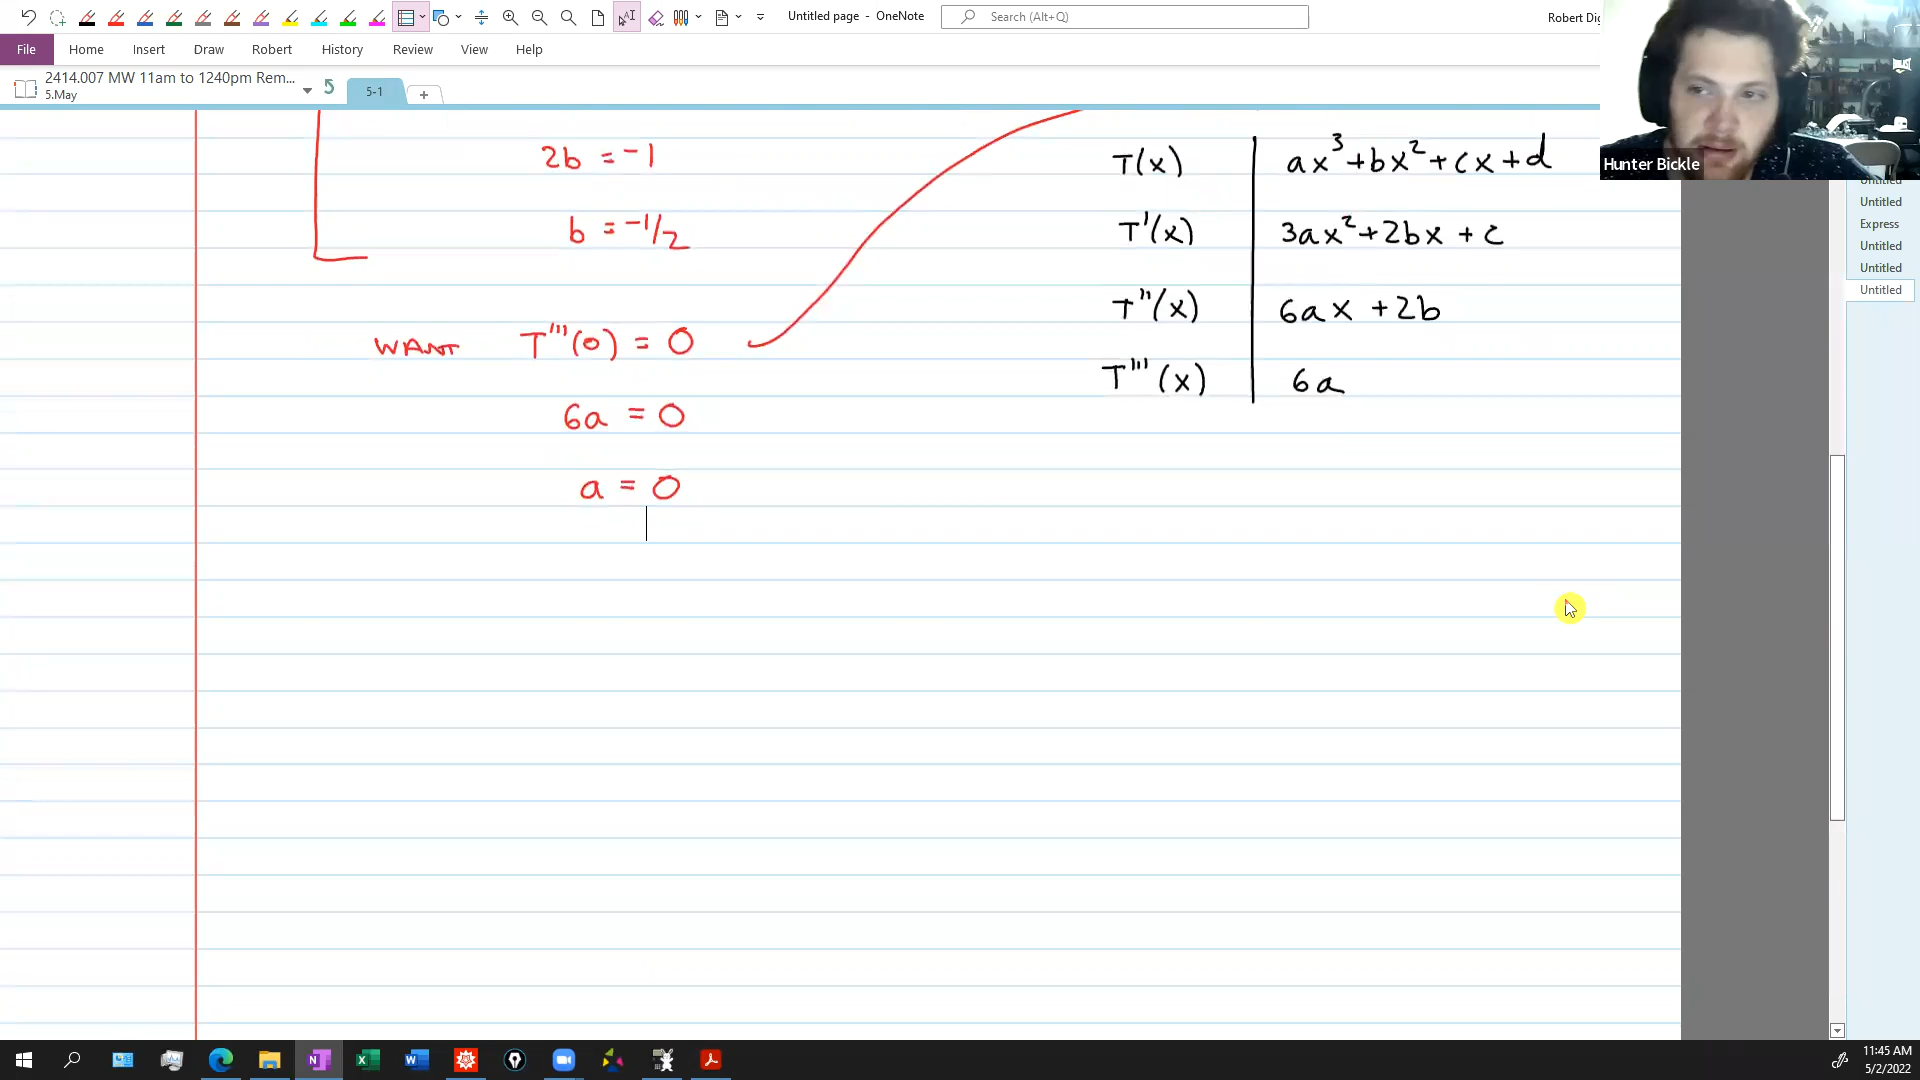 Untitled page - OneNote
Search (Alt+Q)
Robert Dig
File Home Insert Draw Robert History Review View Help
2414.007 MW 11am to 1240pm Rem...
5.May
5-1
Hunter Bickle
Untitled
Untitled
Express
Untitled
Untitled
Untitled
2b = -1
b = -1/2
WANT T'''(0) = 0
6a = 0
a = 0
T(x) ax³+bx²+cx+d
T'(x) 3ax²+2bx+c
T''(x) 6ax+2b
T'''(x) 6a
11:45 AM
5/2/2022